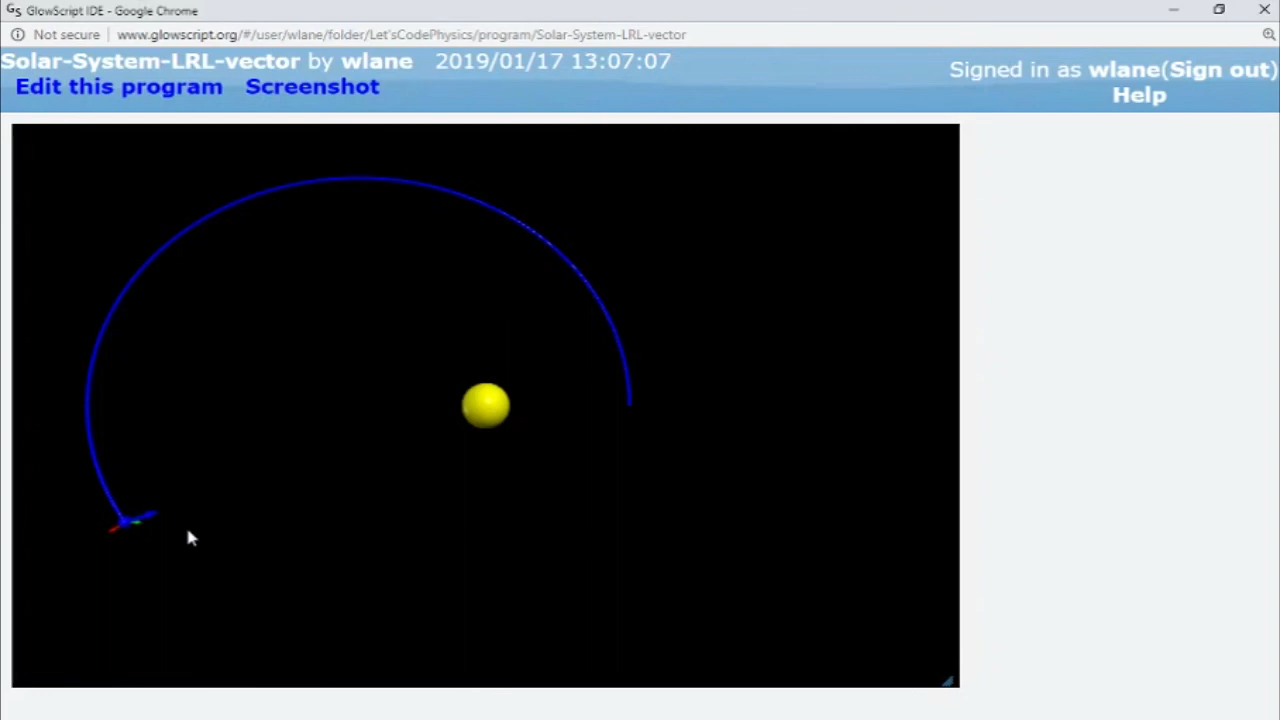 GlowScript IDE - Google Chrome
Not secure | www.glowscript.org/#/user/wlane/folder/Let'sCodePhysics/program/Solar-System-LRL-vector
Solar-System-LRL-vector by wlane 2019/01/17 13:07:07
Signed in as wlane(Sign out)
Edit this program Screenshot
Help